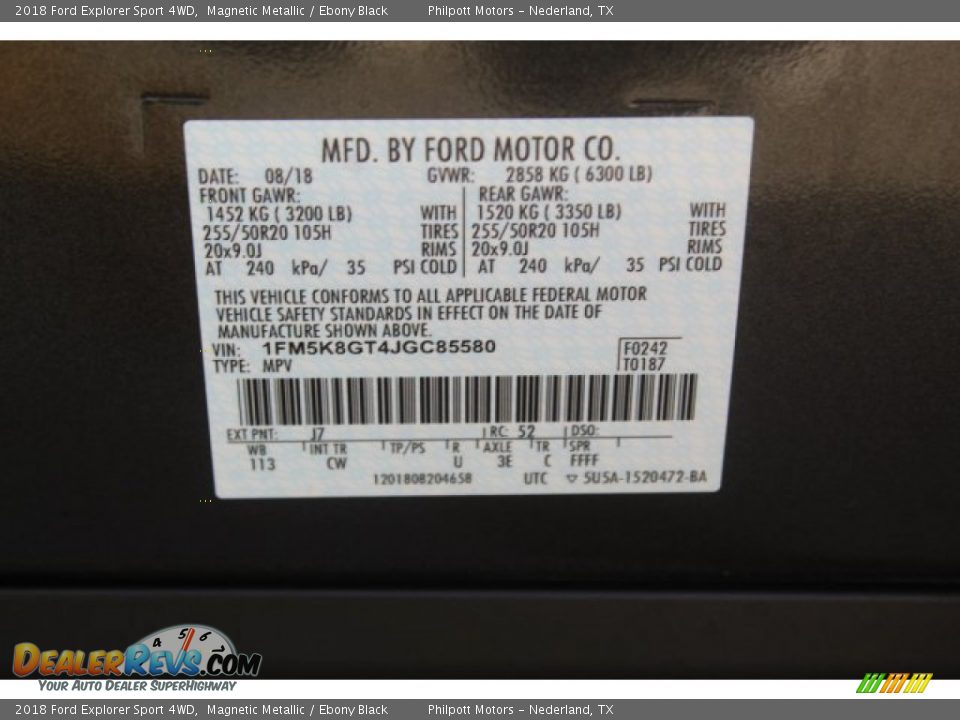 2018 Ford Explorer Sport 4WD, Magnetic Metallic / Ebony Black Philpott Motors – Nederland, TX
MFD. BY FORD MOTOR CO.
DATE: 08/18 GVWR: 2858 KG ( 6300 LB)
FRONT GAWR: REAR GAWR:
1452 KG ( 3200 LB) WITH 1520 KG ( 3350 LB) WITH
255/50R20 105H TIRES 255/50R20 105H TIRES
20x9.0J RIMS 20x9.0J RIMS
AT 240 kPa/ 35 PSI COLD AT 240 kPa/ 35 PSI COLD
THIS VEHICLE CONFORMS TO ALL APPLICABLE FEDERAL MOTOR
VEHICLE SAFETY STANDARDS IN EFFECT ON THE DATE OF
MANUFACTURE SHOWN ABOVE.
VIN: 1FM5K8GT4JGC85580 F0242
TYPE: MPV T0187
EXT PNT: J7 RC: 52 DSO:
WB INT TR TP/PS R AXLE TR SPR
113 CW U 3E C FFFF
1201808204658 UTC ▽ 5U5A-1520472-BA
4 5 6
DEALERREVS.COM
YOUR AUTO DEALER SUPERHIGHWAY
2018 Ford Explorer Sport 4WD, Magnetic Metallic / Ebony Black Philpott Motors – Nederland, TX